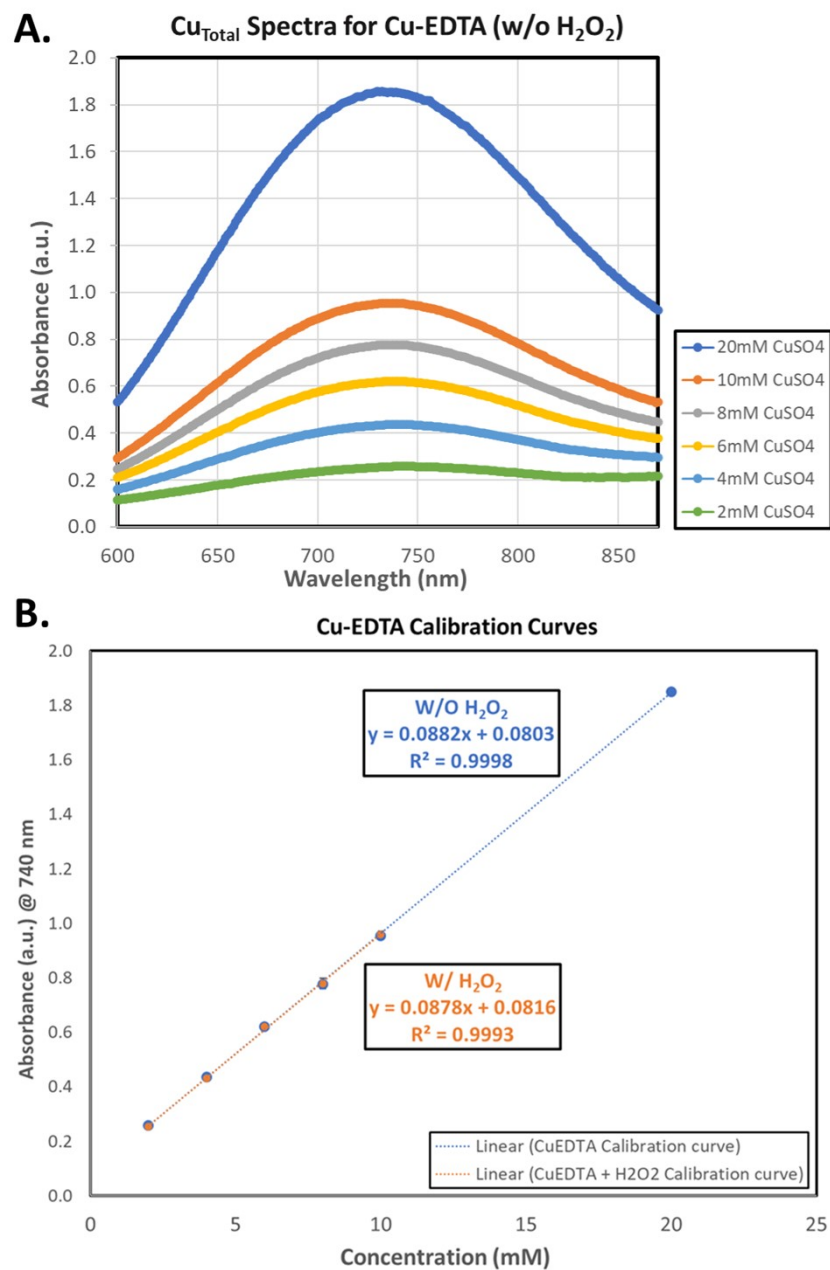 A.
Cu_Total Spectra for Cu-EDTA (w/o H₂O₂)
2.0
1.8
1.6
1.4
1.2
1.0
0.8
0.6
0.4
0.2
0.0
Absorbance (a.u.)
600 650 700 750 800 850
Wavelength (nm)
20mM CuSO4
10mM CuSO4
8mM CuSO4
6mM CuSO4
4mM CuSO4
2mM CuSO4
B.
Cu-EDTA Calibration Curves
2.0
1.8
1.6
1.4
1.2
1.0
0.8
0.6
0.4
0.2
0.0
Absorbance (a.u.) @ 740 nm
W/O H₂O₂
y = 0.0882x + 0.0803
R² = 0.9998
W/ H₂O₂
y = 0.0878x + 0.0816
R² = 0.9993
Linear (CuEDTA Calibration curve)
Linear (CuEDTA + H2O2 Calibration curve)
0 5 10 15 20 25
Concentration (mM)